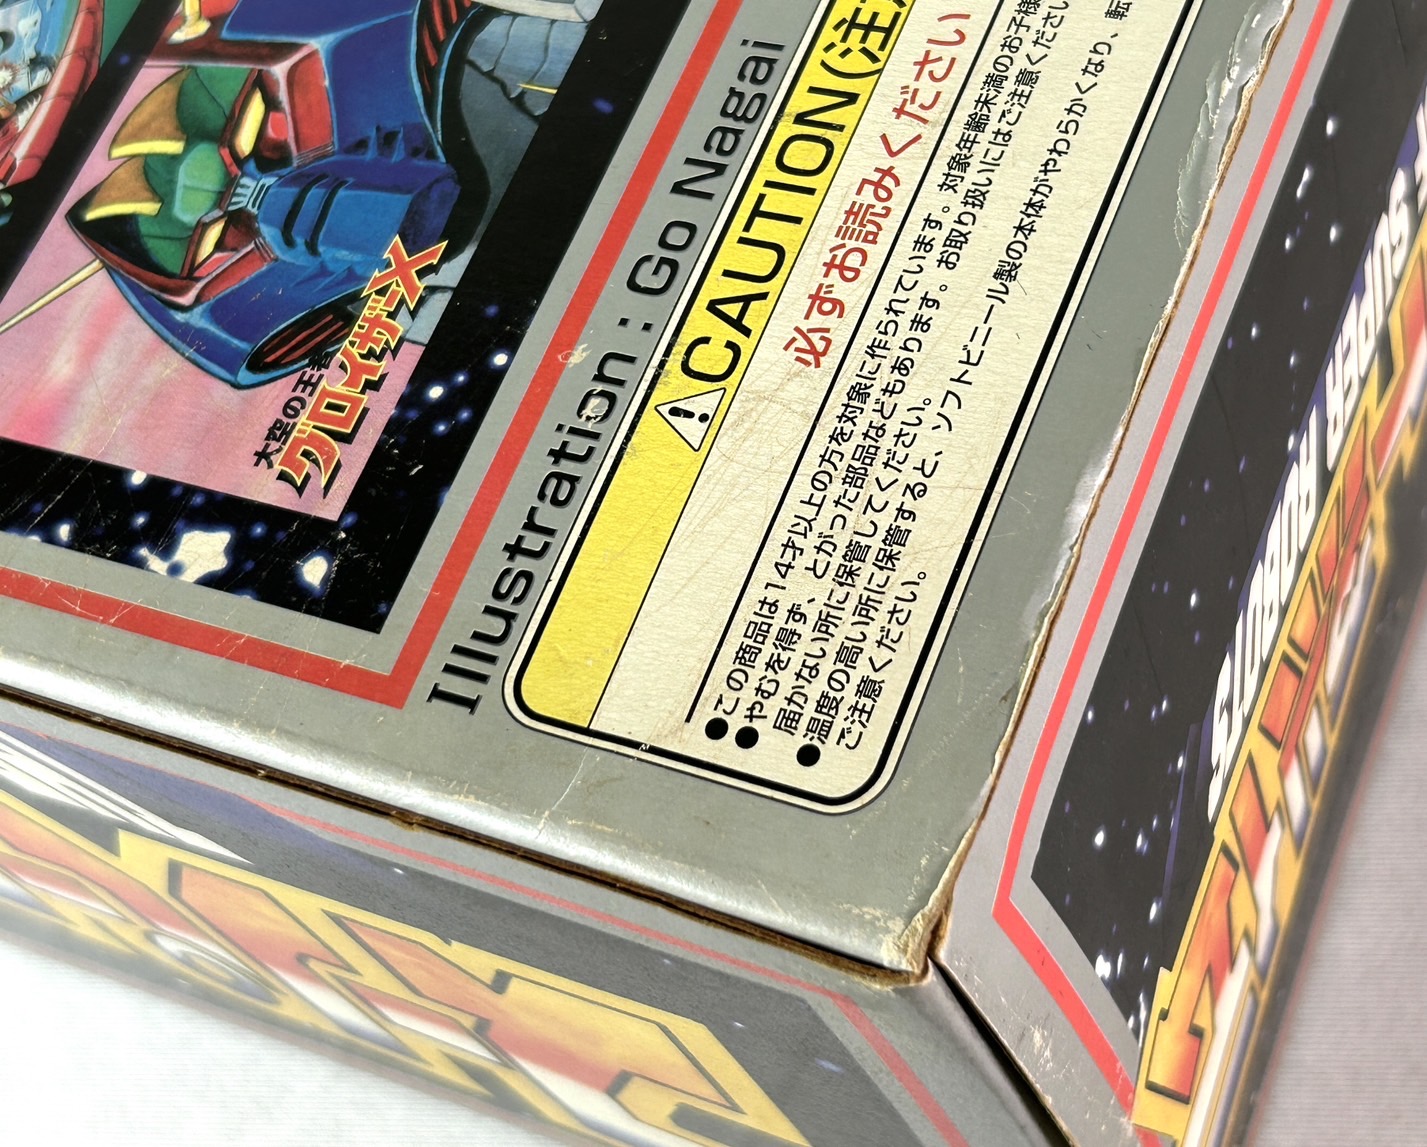 大空の王者
グロイザーX
Illustration : Go Nagai
CAUTION(注
必ずお読みください
●この商品は14才以上の方を対象に作られています。対象年齢未満のお子様
●やむを得ず、とがった部品などもあります。お取り扱いにはご注意ください
届かない所に保管してください。
●温度の高い所に保管すると、ソフトビニール製の本体がやわらかくなり、転
ご注意ください。
SUPER ROBOTS